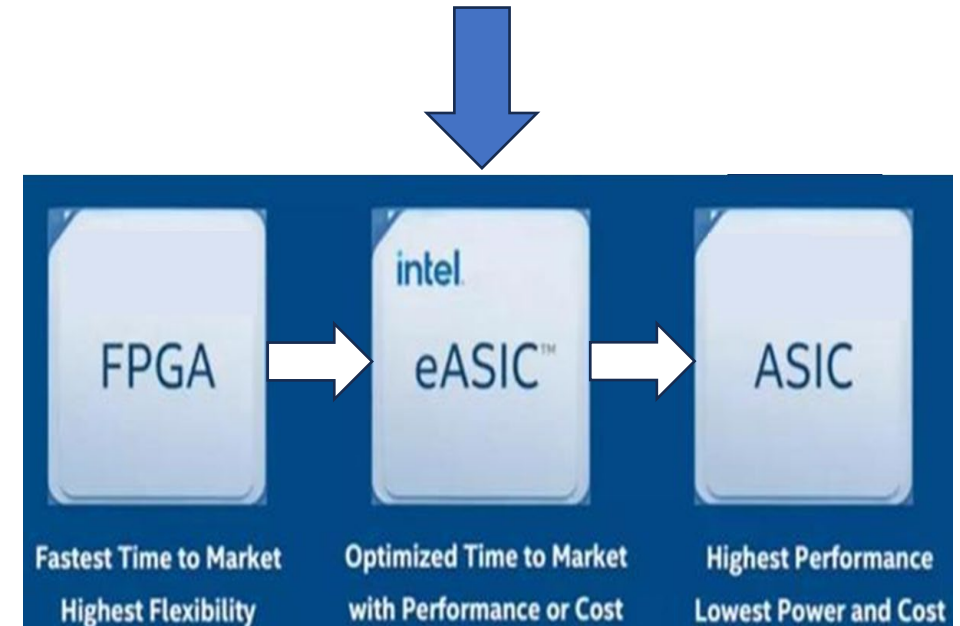 intel
FPGA
eASIC™
ASIC
Fastest Time to Market
Highest Flexibility
Optimized Time to Market
with Performance or Cost
Highest Performance
Lowest Power and Cost